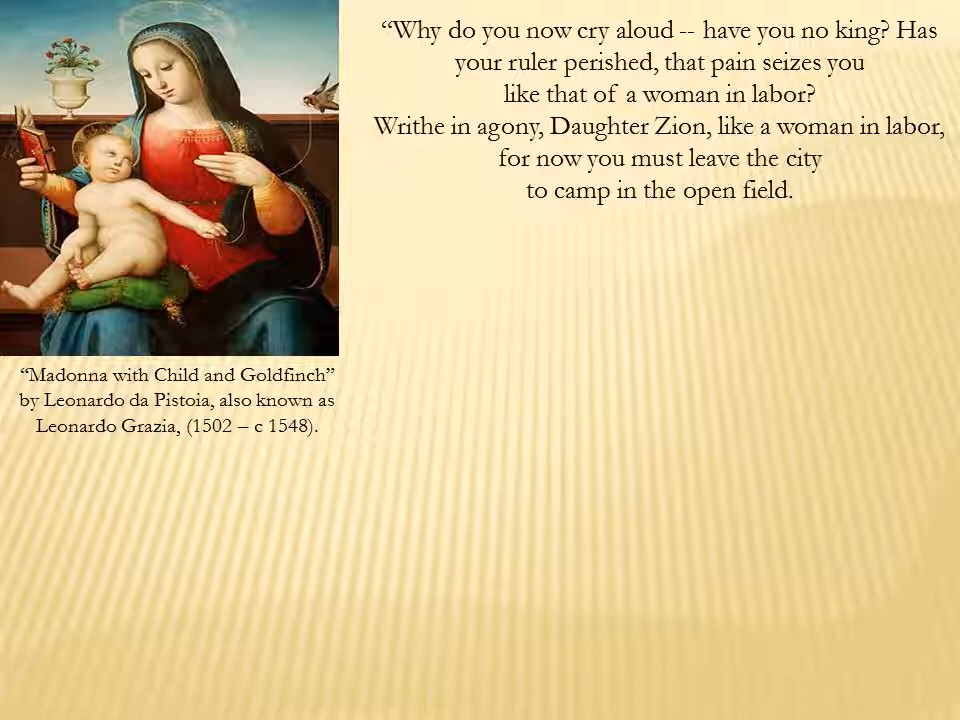 “Why do you now cry aloud -- have you no king? Has
your ruler perished, that pain seizes you
like that of a woman in labor?
Writhe in agony, Daughter Zion, like a woman in labor,
for now you must leave the city
to camp in the open field.
“Madonna with Child and Goldfinch”
by Leonardo da Pistoia, also known as
Leonardo Grazia, (1502 – c 1548).